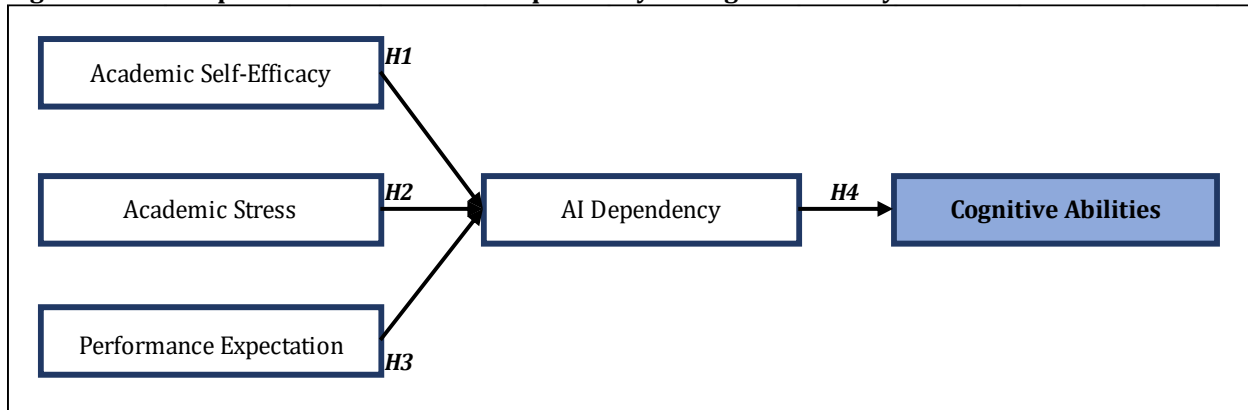 H1
Academic Self-Efficacy
H2
H4
Academic Stress
AI Dependency
Cognitive Abilities
Performance Expectation
H3